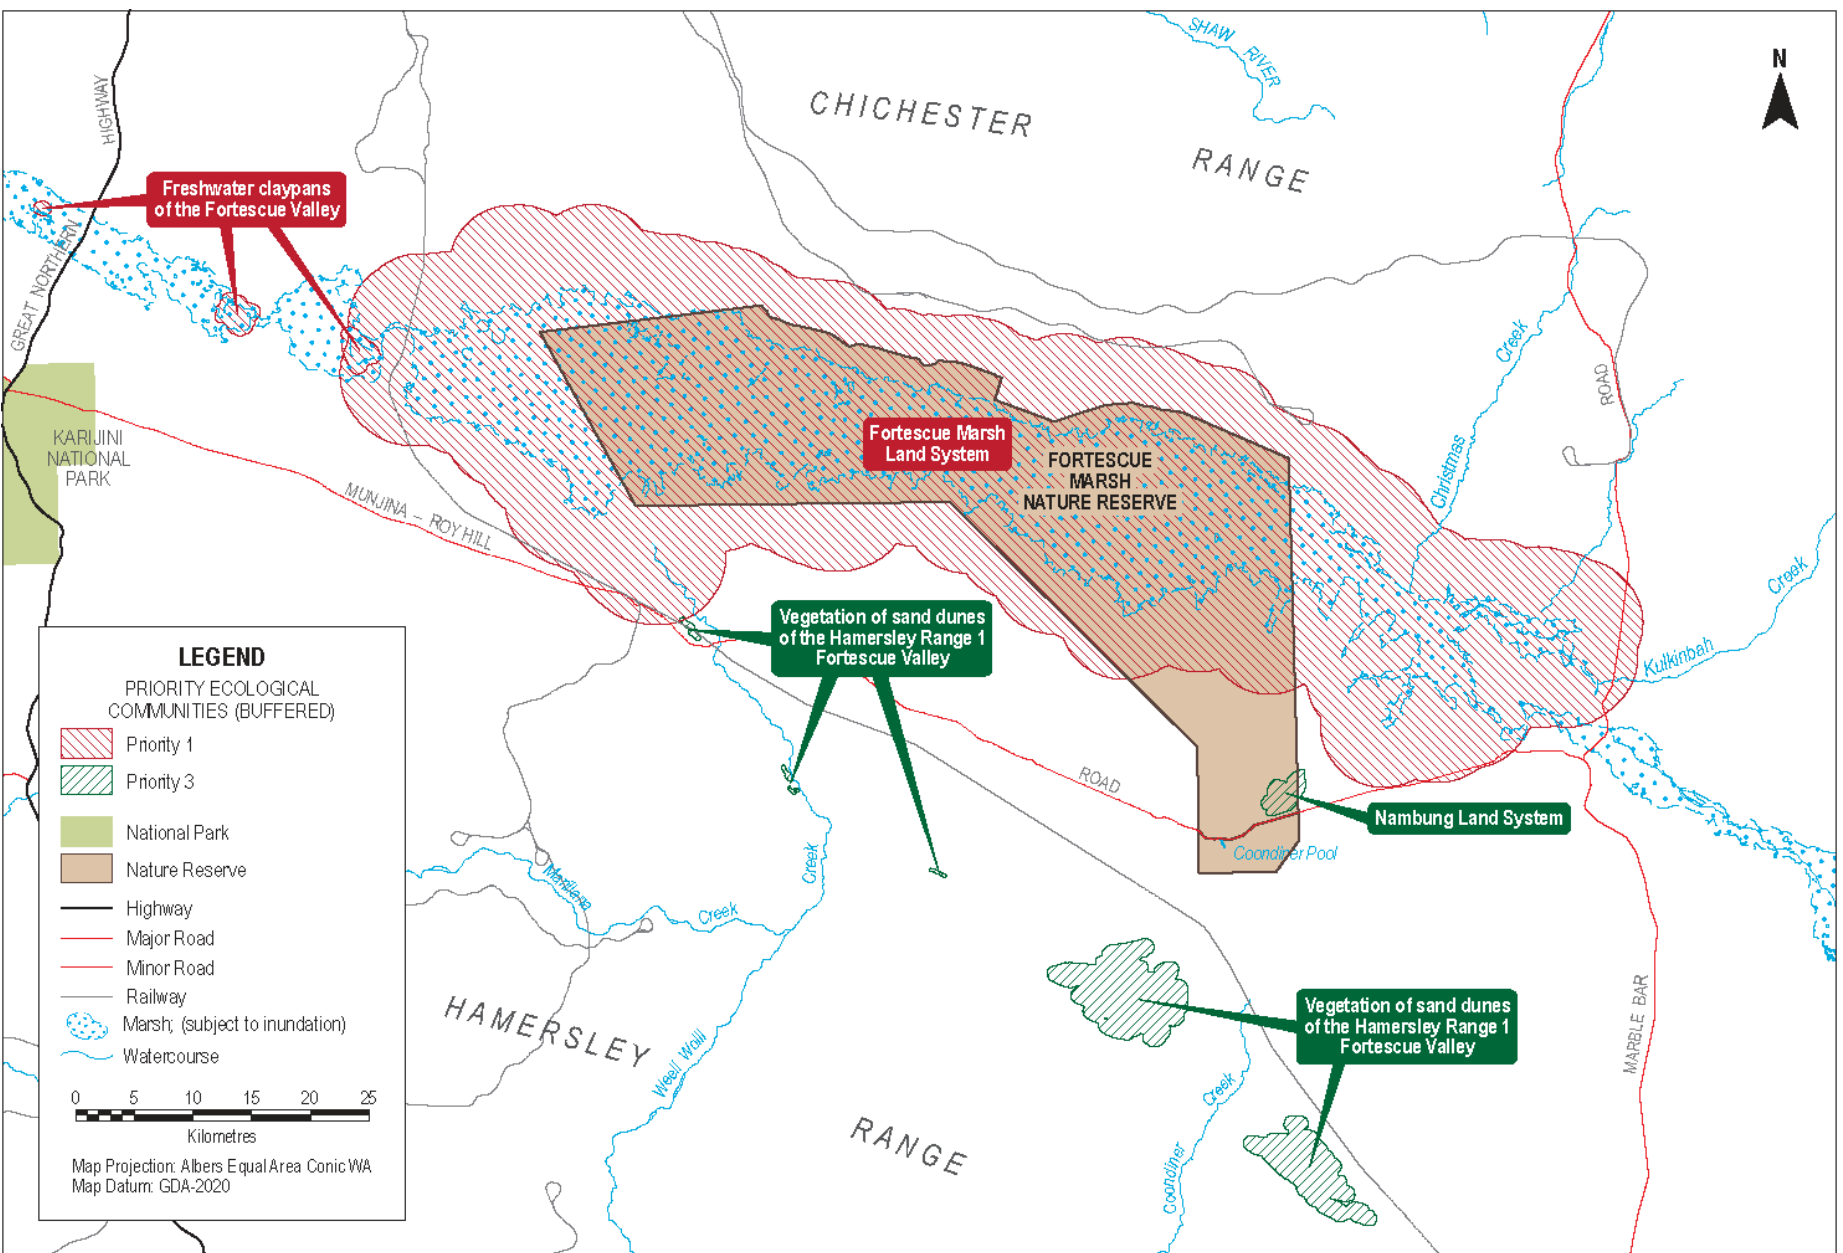 SHAW RIVER
N
CHICHESTER
RANGE
HIGHWAY
Freshwater claypans
of the Fortescue Valley
GREAT NORTHERN
Creek
ROAD
KARIJINI
NATIONAL
PARK
Fortescue Marsh
Land System
FORTESCUE
MARSH
NATURE RESERVE
Christmas
MUNJINA – ROY HILL
Creek
Kulkinbah
Vegetation of sand dunes
of the Hamersley Range 1
Fortescue Valley
ROAD
Nambung Land System
Coondiner Pool
Creek
Marillana
Creek
HAMERSLEY
Weeli Wolli
RANGE
Vegetation of sand dunes
of the Hamersley Range 1
Fortescue Valley
MARBLE BAR
Creek
Coondiner
LEGEND
PRIORITY ECOLOGICAL
COMMUNITIES (BUFFERED)
Priority 1
Priority 3
National Park
Nature Reserve
Highway
Major Road
Minor Road
Railway
Marsh; (subject to inundation)
Watercourse
0 5 10 15 20 25
Kilometres
Map Projection: Albers Equal Area Conic WA
Map Datum: GDA-2020